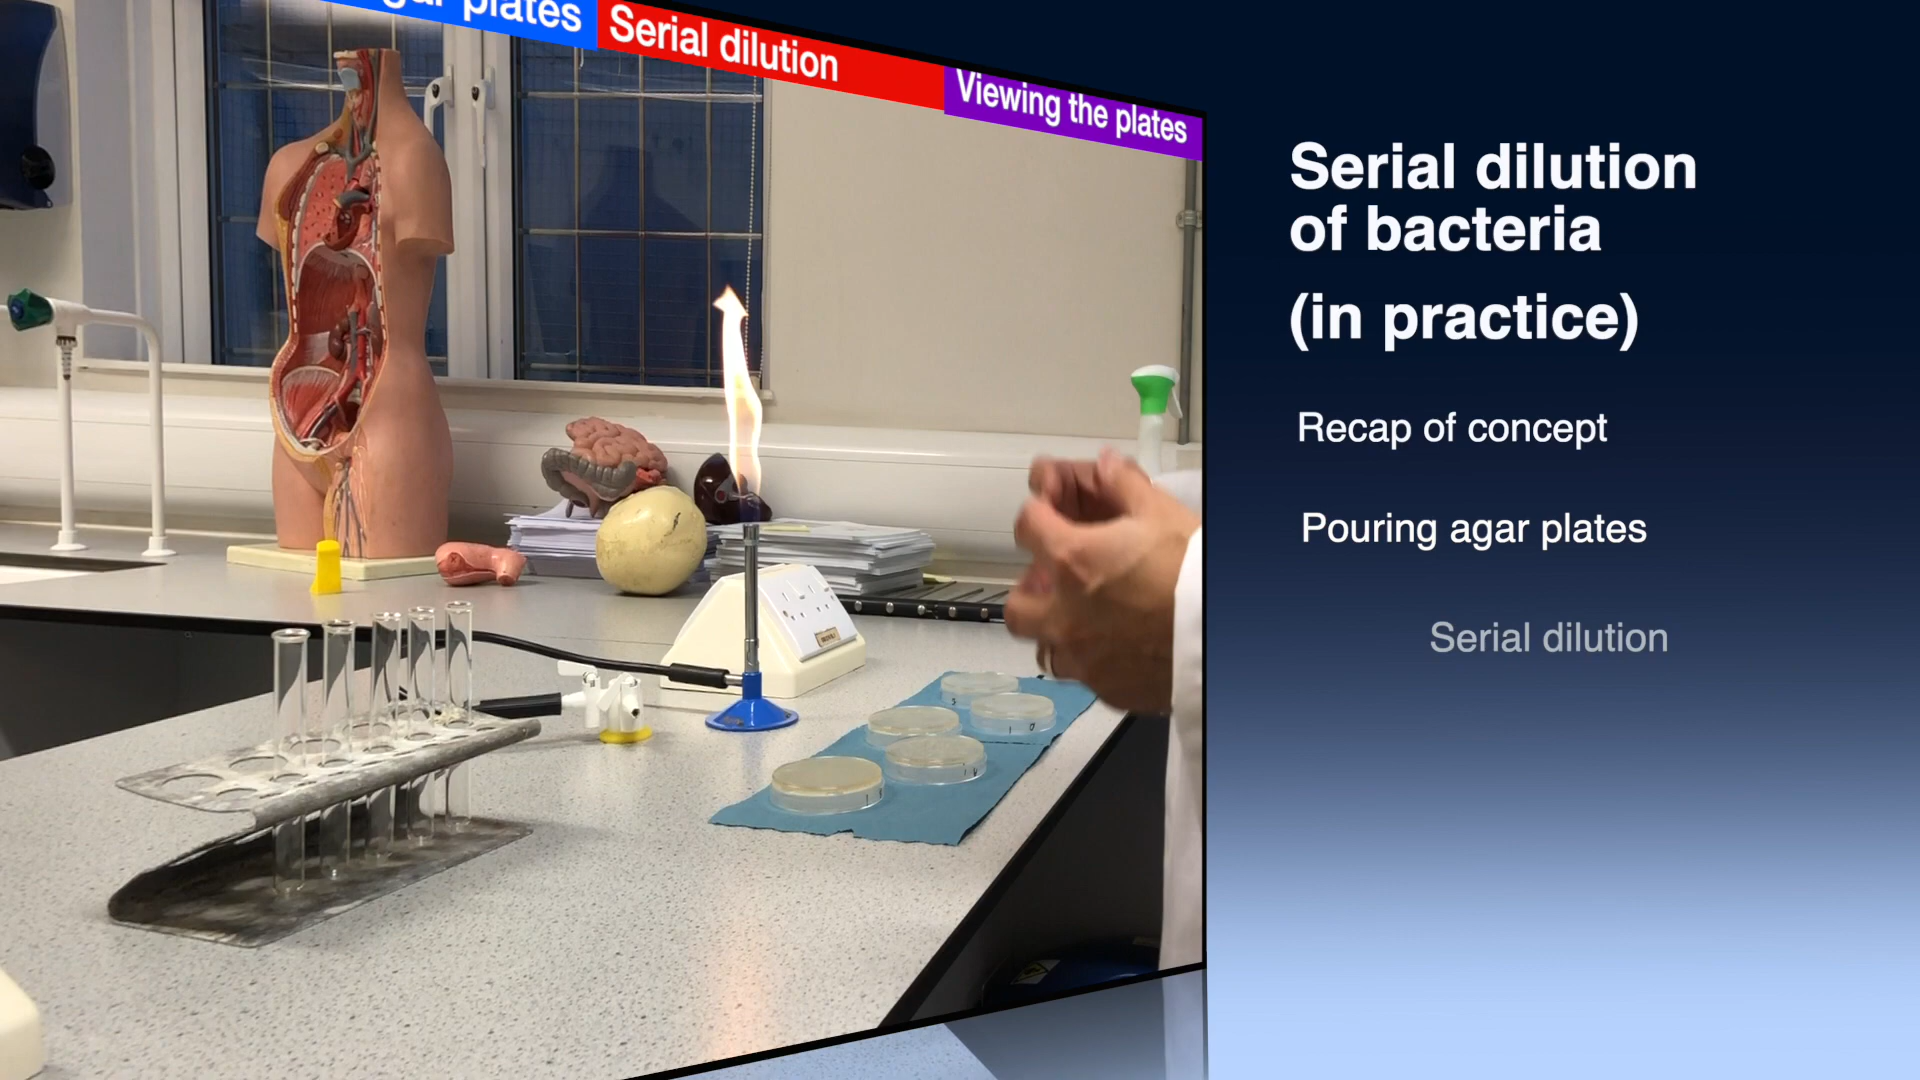 plates
Serial dilution
Viewing the plates
Serial dilution
of bacteria
(in practice)
Recap of concept
Pouring agar plates
Serial dilution